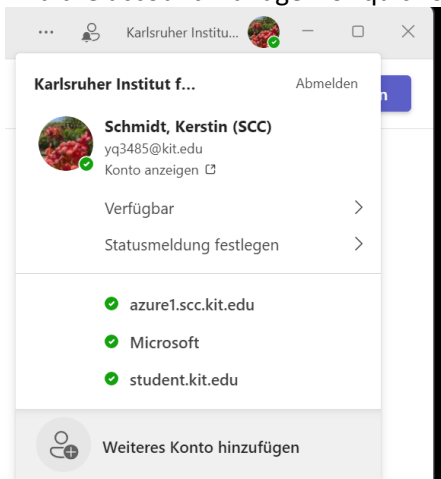 Karlsruher Institu...
Karlsruher Institut f... Abmelden
n
Schmidt, Kerstin (SCC)
yq3485@kit.edu
Konto anzeigen
Verfügbar
Statusmeldung festlegen
azure1.scc.kit.edu
Microsoft
student.kit.edu
Weiteres Konto hinzufügen